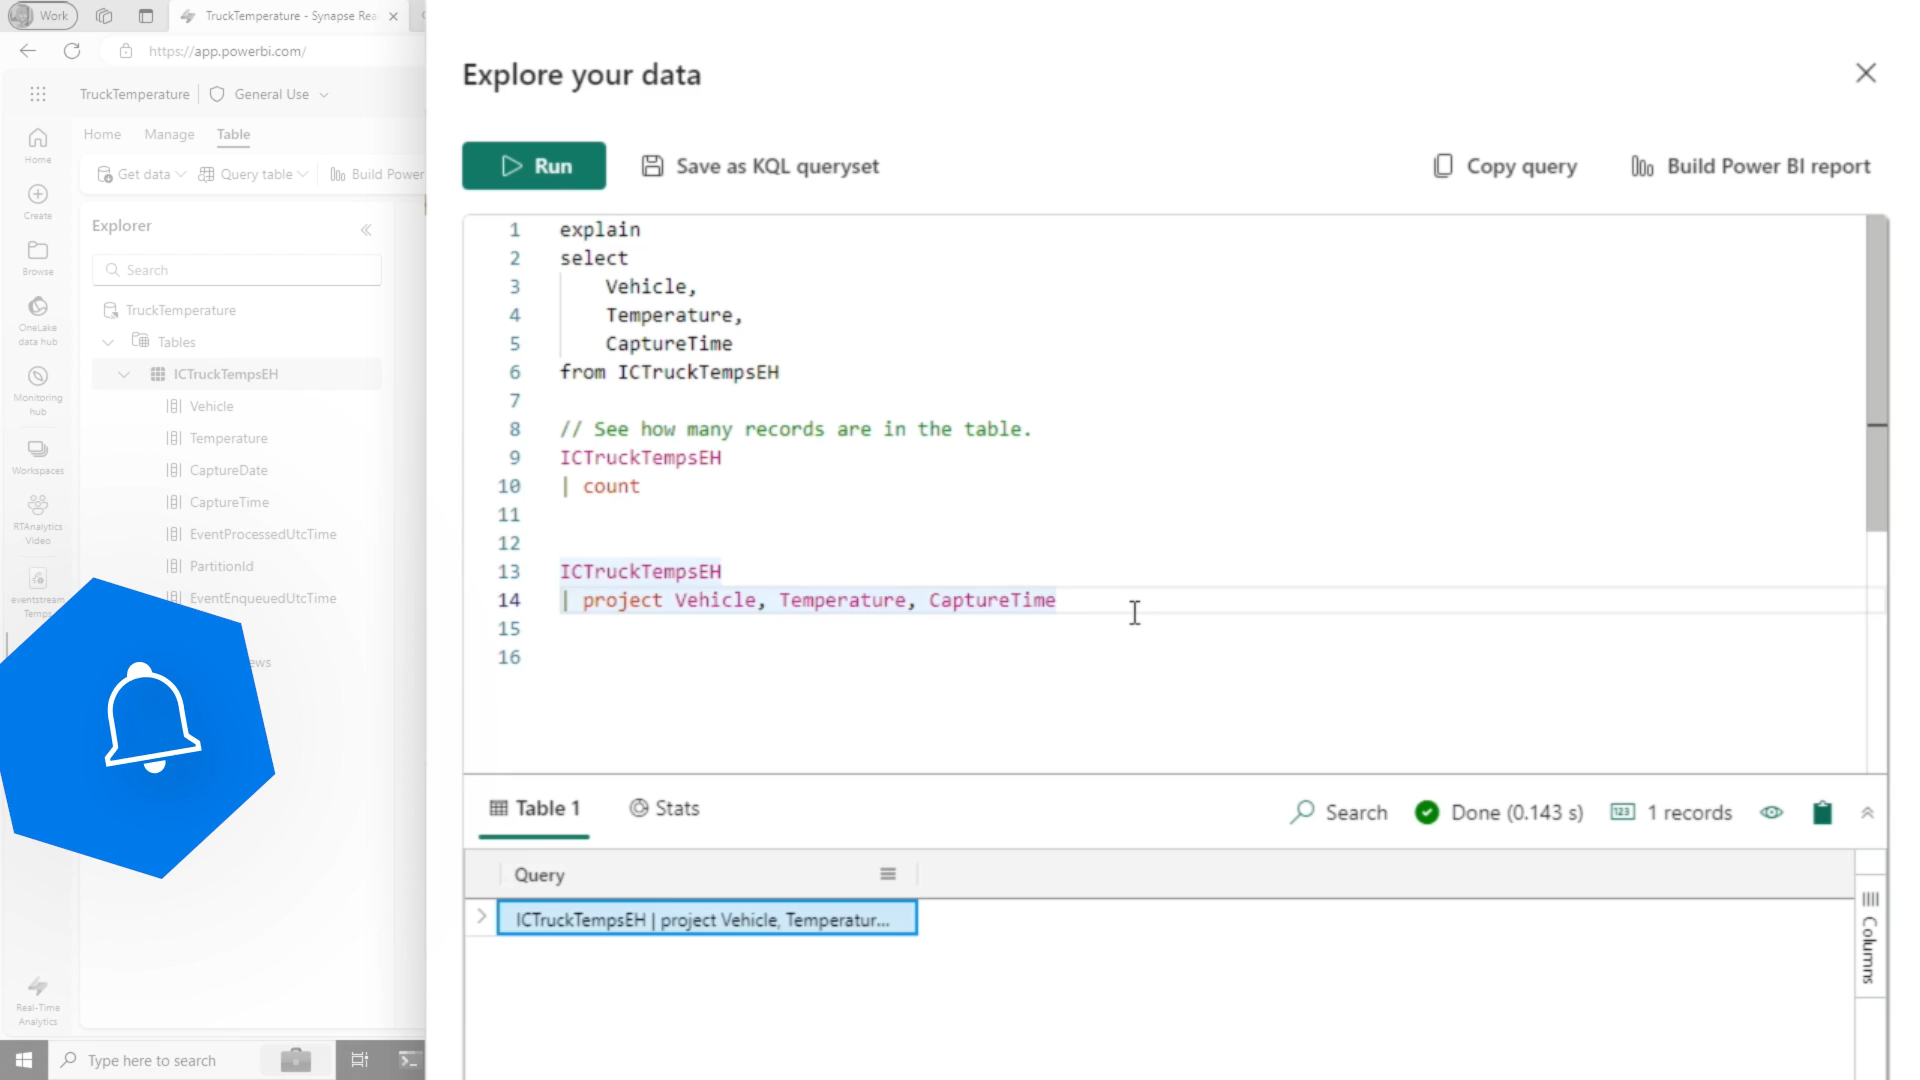 Work
TruckTemperature - Synapse Rea
https://app.powerbi.com/
TruckTemperature
General Use
Home
Manage
Table
Get data
Query table
Build Power
Home
Create
Browse
OneLake
data hub
Monitoring
hub
Workspaces
RTAnalytics
Video
eventstream
Temps
Real-Time
Analytics
Explorer
Search
TruckTemperature
Tables
ICTruckTempsEH
Vehicle
Temperature
CaptureDate
CaptureTime
EventProcessedUtcTime
PartitionId
EventEnqueuedUtcTime
ews
Type here to search
Explore your data
Run
Save as KQL queryset
Copy query
Build Power BI report
1 explain
2 select
3 Vehicle,
4 Temperature,
5 CaptureTime
6 from ICTruckTempsEH
7
8 // See how many records are in the table.
9 ICTruckTempsEH
10 | count
11
12
13 ICTruckTempsEH
14 | project Vehicle, Temperature, CaptureTime
15
16
Table 1
Stats
Search
Done (0.143 s)
123
1 records
Query
ICTruckTempsEH | project Vehicle, Temperatur...
Columns